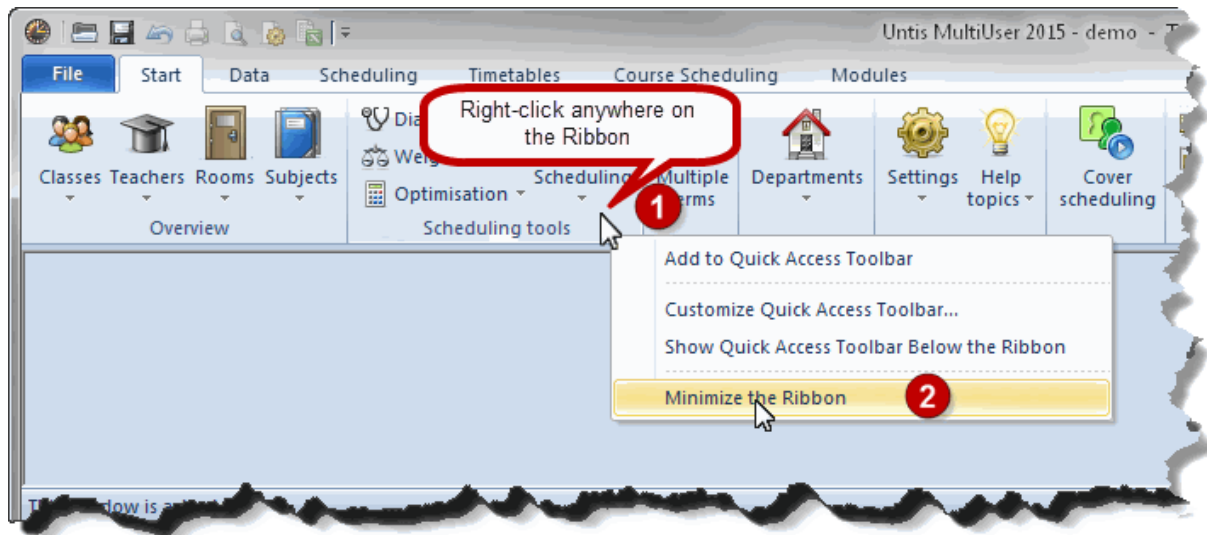 Untis MultiUser 2015 - demo -
File Start Data Scheduling Timetables Course Scheduling Modules
Right-click anywhere on
the Ribbon
Classes Teachers Rooms Subjects
Overview
Optimisation
Scheduling
Scheduling tools
1
Multiple
Departments
Settings
Help
topics
Cover
scheduling
Add to Quick Access Toolbar
Customize Quick Access Toolbar...
Show Quick Access Toolbar Below the Ribbon
Minimize the Ribbon
2